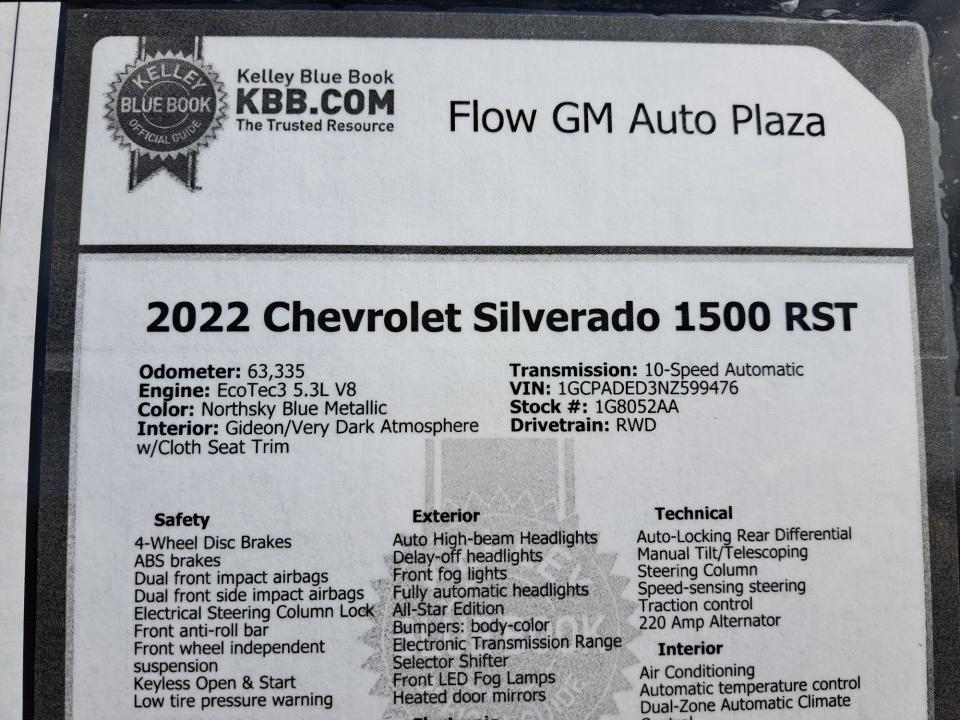 KELLEY
BLUE BOOK
OFFICIAL GUIDE
Kelley Blue Book
KBB.COM
The Trusted Resource
Flow GM Auto Plaza
2022 Chevrolet Silverado 1500 RST
Odometer: 63,335
Engine: EcoTec3 5.3L V8
Color: Northsky Blue Metallic
Interior: Gideon/Very Dark Atmosphere
w/Cloth Seat Trim
Transmission: 10-Speed Automatic
VIN: 1GCPADED3NZ599476
Stock #: 1G8052AA
Drivetrain: RWD
Safety
4-Wheel Disc Brakes
ABS brakes
Dual front impact airbags
Dual front side impact airbags
Electrical Steering Column Lock
Front anti-roll bar
Front wheel independent
suspension
Keyless Open & Start
Low tire pressure warning
Exterior
Auto High-beam Headlights
Delay-off headlights
Front fog lights
Fully automatic headlights
All-Star Edition
Bumpers: body-color
Electronic Transmission Range
Selector Shifter
Front LED Fog Lamps
Heated door mirrors
Technical
Auto-Locking Rear Differential
Manual Tilt/Telescoping
Steering Column
Speed-sensing steering
Traction control
220 Amp Alternator
Interior
Air Conditioning
Automatic temperature control
Dual-Zone Automatic Climate